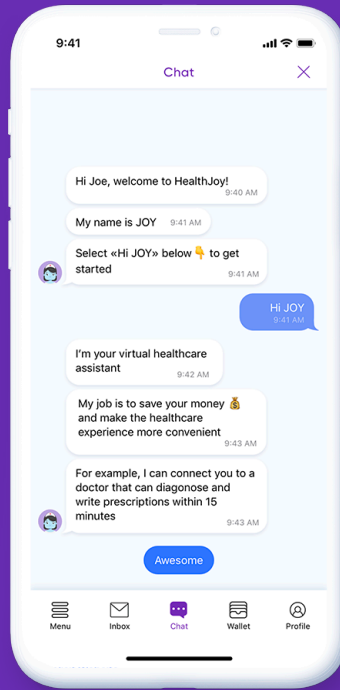 9:41
Chat
Hi Joe, welcome to HealthJoy!
9:40 AM
My name is JOY 9:41 AM
Select «Hi JOY» below 👇 to get
started
9:41 AM
Hi JOY
9:41 AM
I'm your virtual healthcare
assistant
9:42 AM
My job is to save your money 💰
and make the healthcare
experience more convenient
9:43 AM
For example, I can connect you to a
doctor that can diagonose and
write prescriptions within 15
minutes
9:43 AM
Awesome
Menu Inbox Chat Wallet Profile